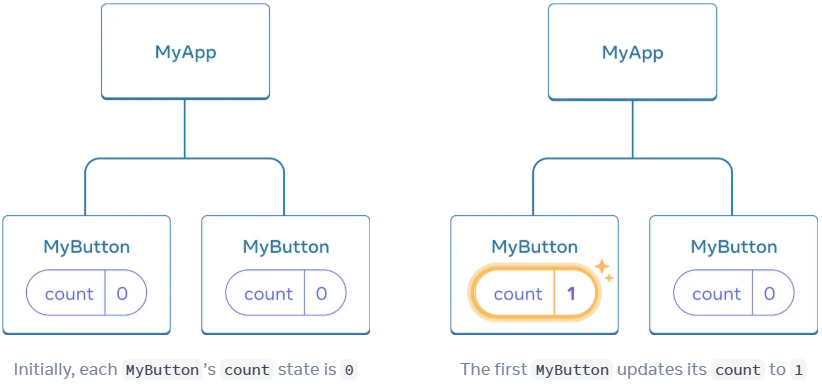 MyApp
MyButton
count 0
MyButton
count 0
Initially, each MyButton's count state is 0
MyApp
MyButton
count 1
MyButton
count 0
The first MyButton updates its count to 1